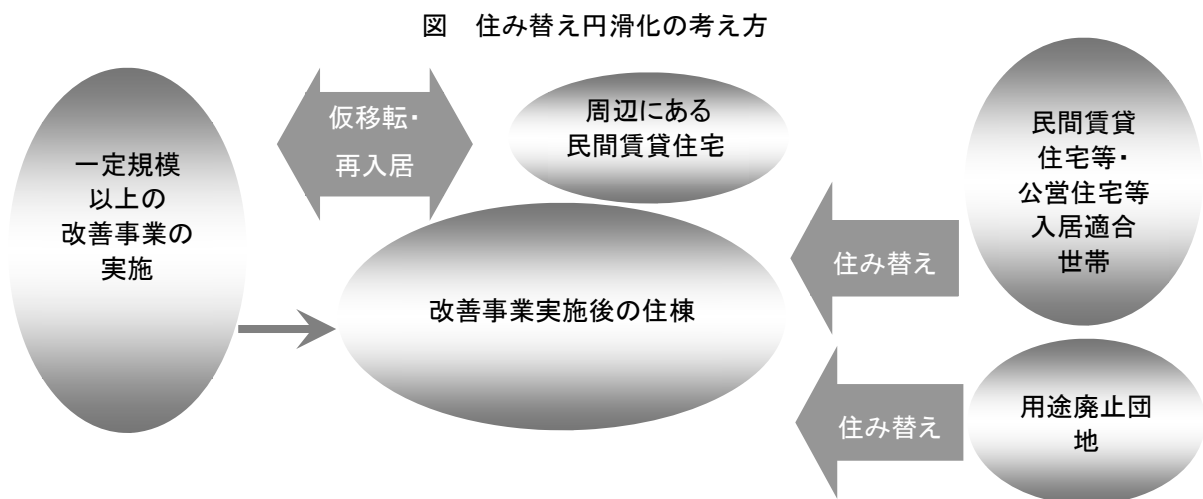 図　住み替え円滑化の考え方
一定規模
以上の
改善事業の
実施
仮移転・
再入居
周辺にある
民間賃貸住宅
改善事業実施後の住棟
住み替え
民間賃貸
住宅等・
公営住宅等
入居適合
世帯
住み替え
用途廃止団
地